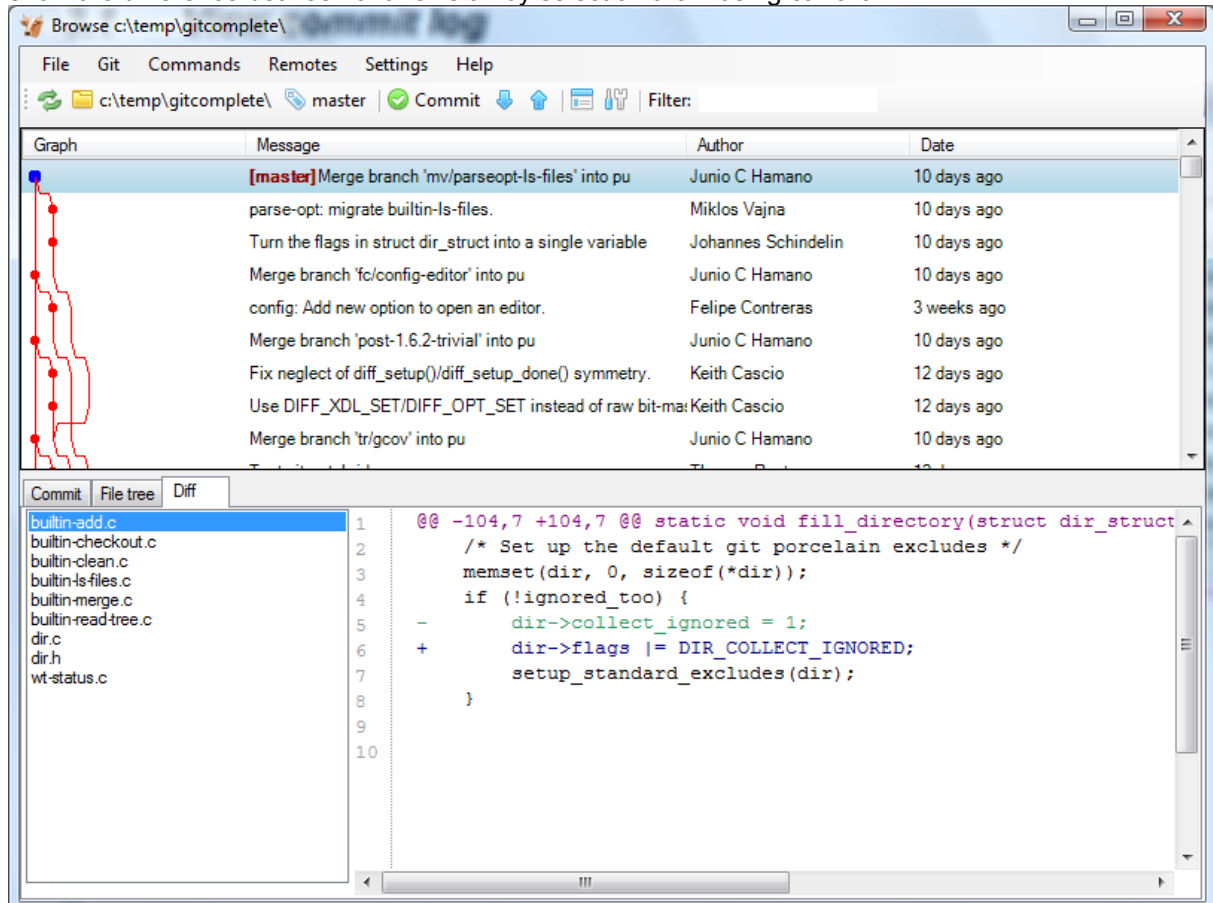 Browse c:\temp\gitcomplete\
File Git Commands Remotes Settings Help
c:\temp\gitcomplete\ master Commit Filter:
Graph Message Author Date
[master] Merge branch 'mv/parseopt-ls-files' into pu Junio C Hamano 10 days ago
parse-opt: migrate builtin-ls-files. Miklos Vajna 10 days ago
Turn the flags in struct dir_struct into a single variable Johannes Schindelin 10 days ago
Merge branch 'fc/config-editor' into pu Junio C Hamano 10 days ago
config: Add new option to open an editor. Felipe Contreras 3 weeks ago
Merge branch 'post-1.6.2-trivial' into pu Junio C Hamano 10 days ago
Fix neglect of diff_setup()/diff_setup_done() symmetry. Keith Cascio 12 days ago
Use DIFF_XDL_SET/DIFF_OPT_SET instead of raw bit-ma Keith Cascio 12 days ago
Merge branch 'tr/gcov' into pu Junio C Hamano 10 days ago
Commit File tree Diff
builtin-add.c
builtin-checkout.c
builtin-clean.c
builtin-ls-files.c
builtin-merge.c
builtin-read-tree.c
dir.c
dir.h
wt-status.c
1 @@ -104,7 +104,7 @@ static void fill_directory(struct dir_struct
2 /* Set up the default git porcelain excludes */
3 memset(dir, 0, sizeof(*dir));
4 if (!ignored_too) {
5 - dir->collect_ignored = 1;
6 + dir->flags |= DIR_COLLECT_IGNORED;
7 setup_standard_excludes(dir);
8 }
9
10